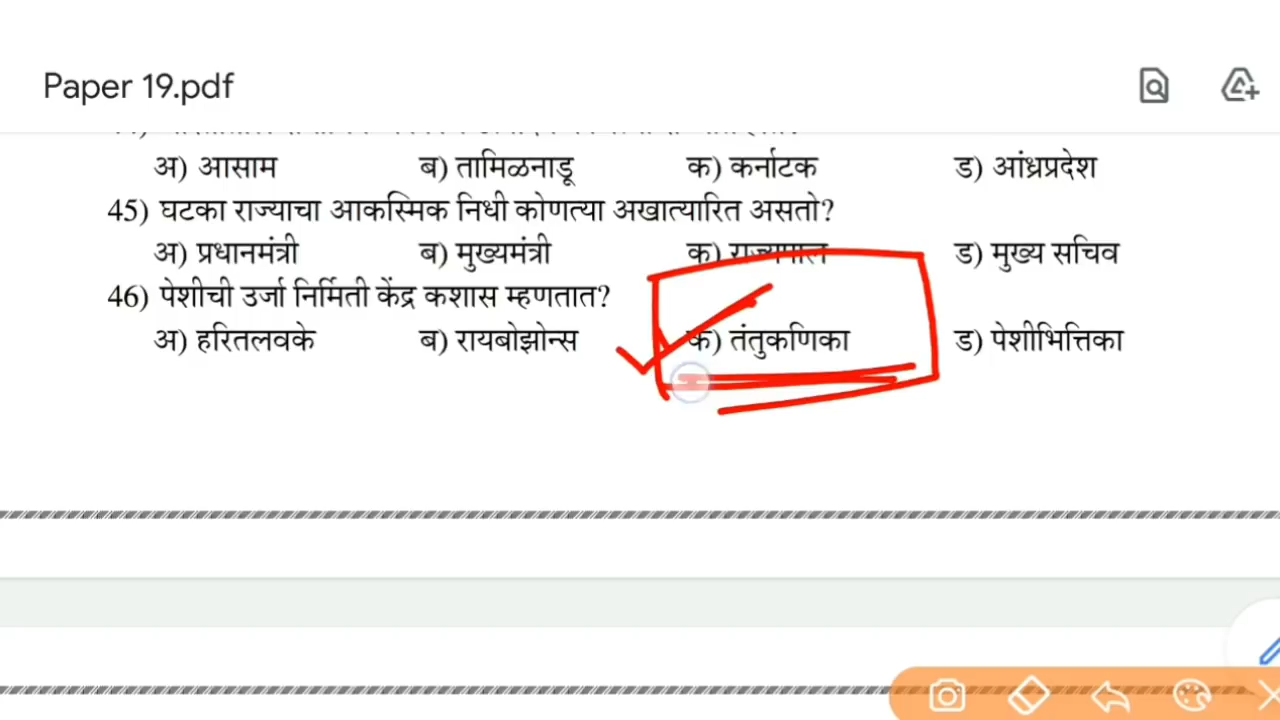 Paper 19.pdf
अ) आसाम ब) तामिळनाडू क) कर्नाटक ड) आंध्रप्रदेश
45) घटका राज्याचा आकस्मिक निधी कोणत्या अखात्यारित असतो?
अ) प्रधानमंत्री ब) मुख्यमंत्री क) राज्यपाल ड) मुख्य सचिव
46) पेशीची उर्जा निर्मिती केंद्र कशास म्हणतात?
अ) हरितलवके ब) रायबोझोन्स क) तंतुकणिका ड) पेशीभित्तिका